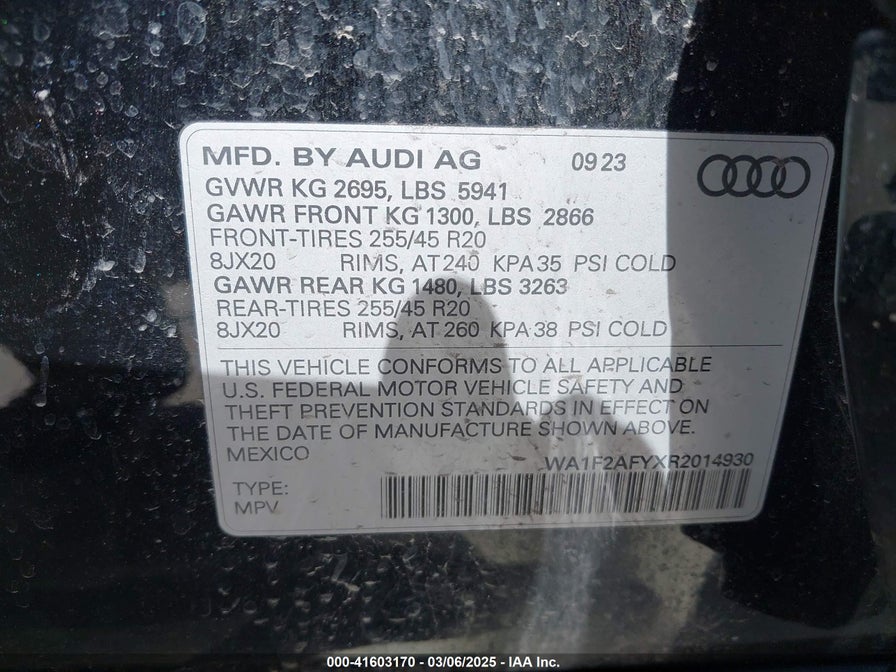 MFD. BY AUDI AG 09 23
GVWR KG 2695, LBS 5941
GAWR FRONT KG 1300, LBS 2866
FRONT-TIRES 255/45 R20
8JX20 RIMS, AT 240 KPA 35 PSI COLD
GAWR REAR KG 1480, LBS 3263
REAR-TIRES 255/45 R20
8JX20 RIMS, AT 260 KPA 38 PSI COLD
THIS VEHICLE CONFORMS TO ALL APPLICABLE
U.S. FEDERAL MOTOR VEHICLE SAFETY AND
THEFT PREVENTION STANDARDS IN EFFECT ON
THE DATE OF MANUFACTURE SHOWN ABOVE.
MEXICO WA1F2AFYXR2014930
TYPE:
MPV
000-41603170 - 03/06/2025 - IAA Inc.